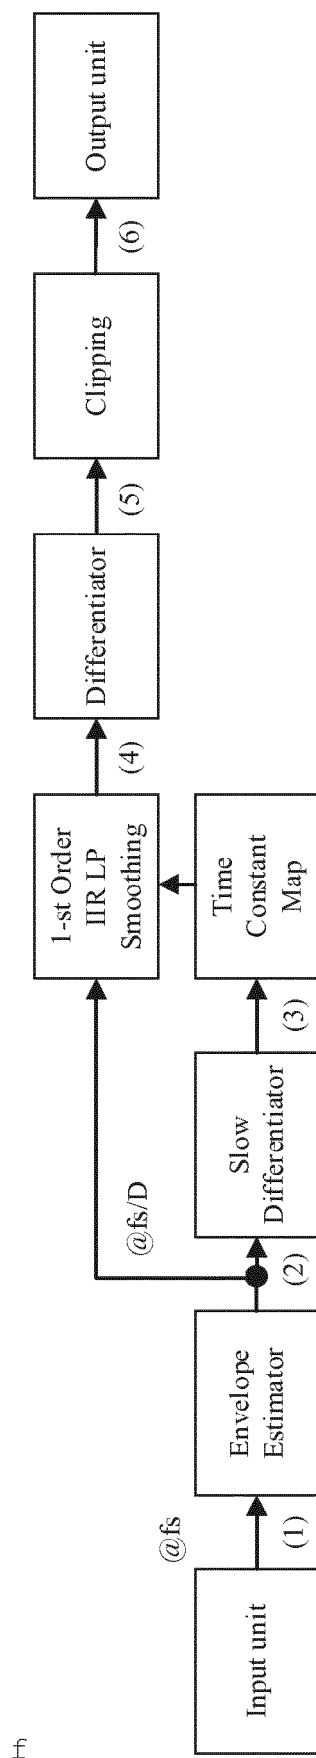 Input unit
@fs
(1)
Envelope
Estimator
(2)
@fs/D
Slow
Differentiator
(3)
Time
Constant
Map
1-st Order
IIR LP
Smoothing
(4)
Differentiator
(5)
Clipping
(6)
Output unit